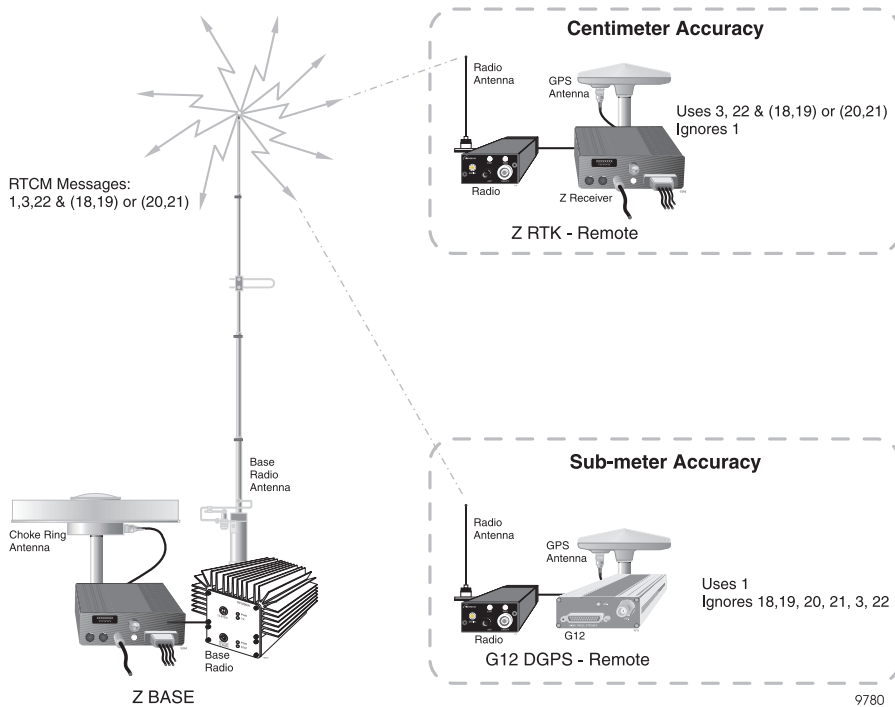 Centimeter Accuracy
Radio
Antenna
GPS
Antenna
Uses 3, 22 & (18,19) or (20,21)
Ignores 1
Radio
Z Receiver
Z RTK - Remote
RTCM Messages:
1,3,22 & (18,19) or (20,21)
Base
Radio
Antenna
Choke Ring
Antenna
Base
Radio
Z BASE
Sub-meter Accuracy
Radio
Antenna
GPS
Antenna
Uses 1
Ignores 18,19, 20, 21, 3, 22
Radio
G12
G12 DGPS - Remote
9780